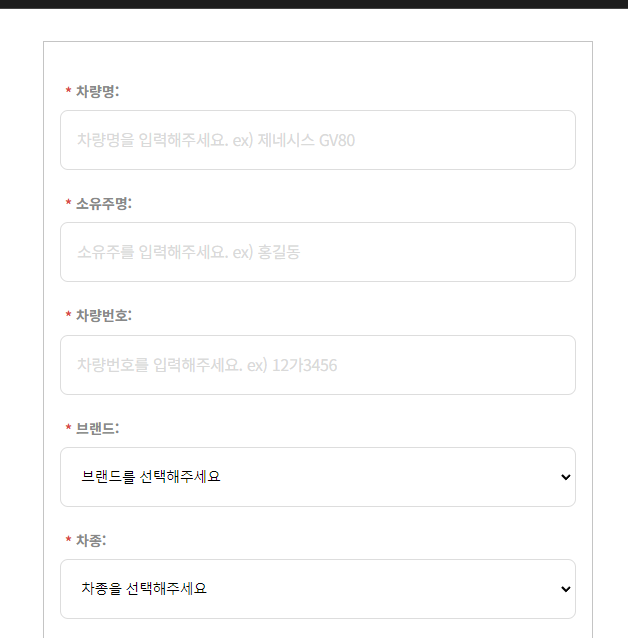 * 차량명:
차량명을 입력해주세요. ex) 제네시스 GV80
* 소유주명:
소유주를 입력해주세요. ex) 홍길동
* 차량번호:
차량번호를 입력해주세요. ex) 12가3456
* 브랜드:
브랜드를 선택해주세요
* 차종:
차종을 선택해주세요